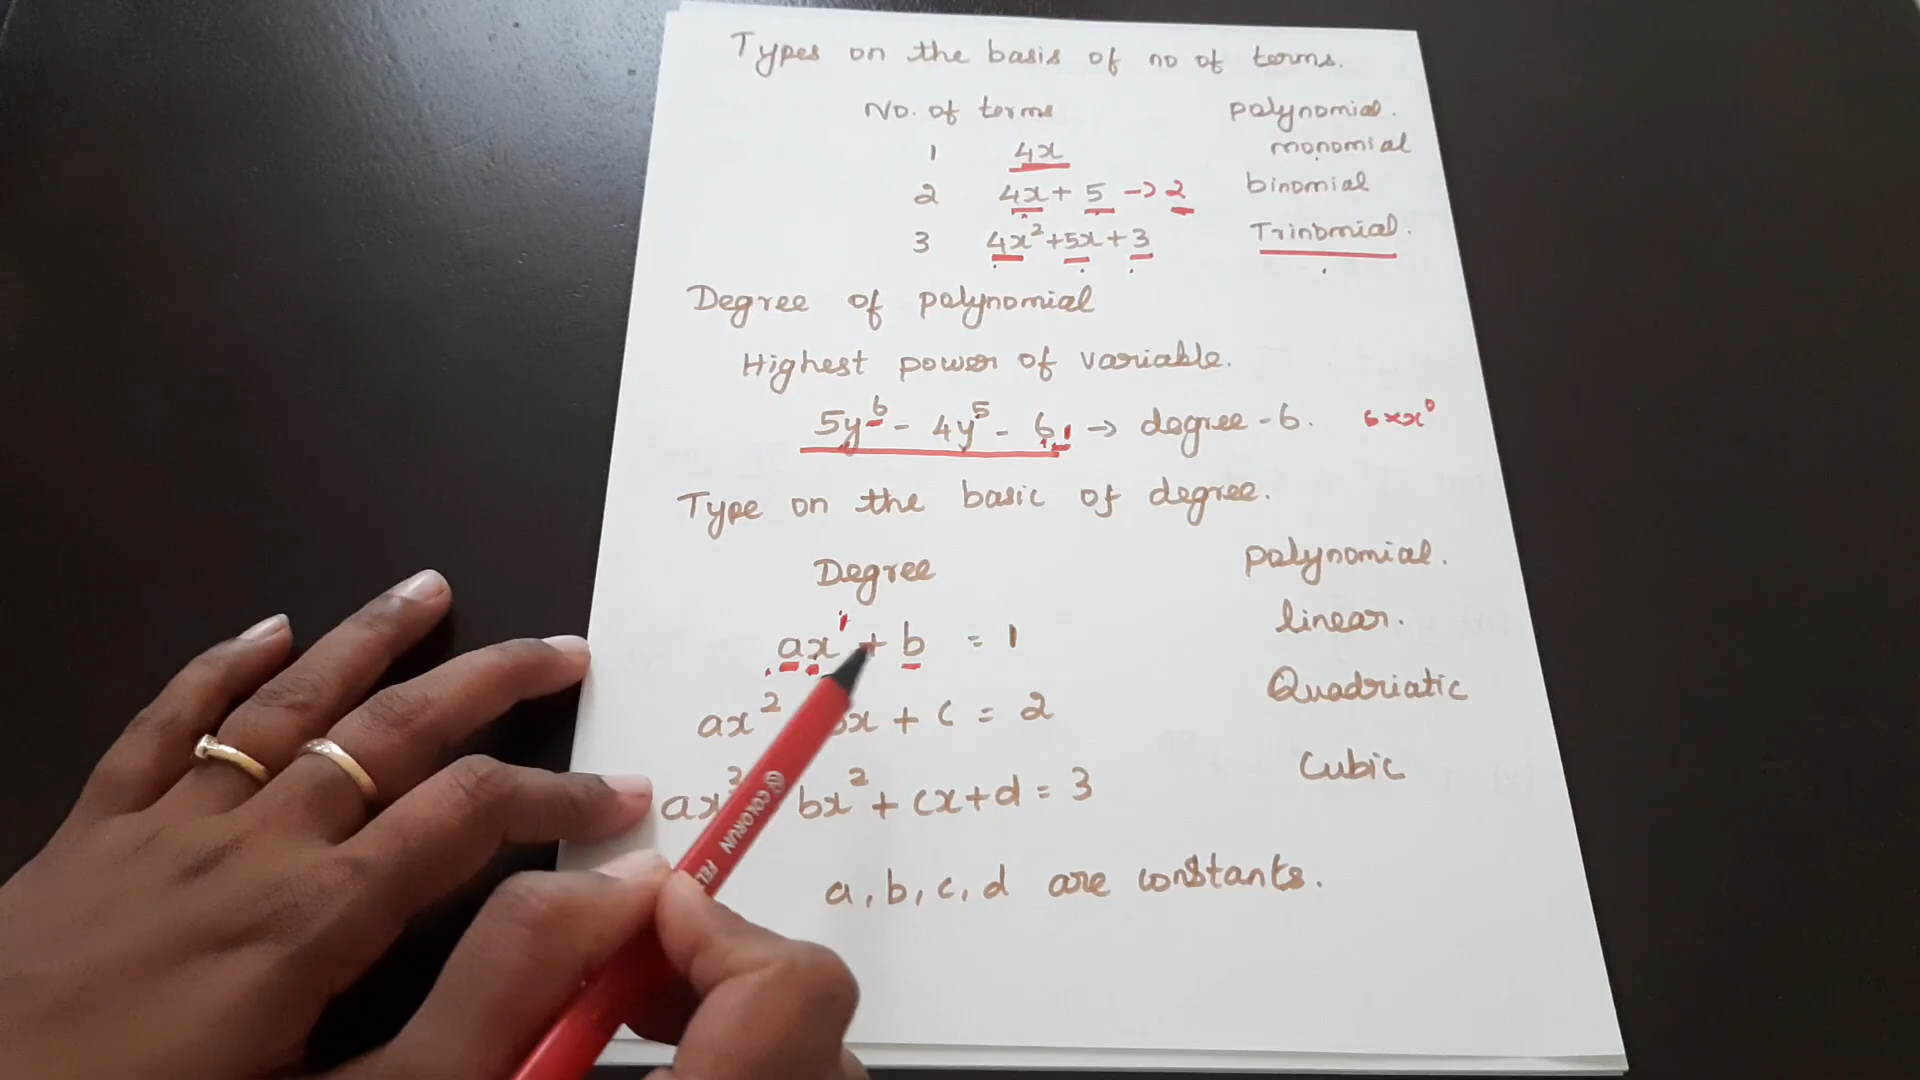 Types on the basis of no of terms.
No. of terms polynomial.
1 4x monomial
2 4x + 5 -> 2 binomial
3 4x² + 5x + 3 Trinomial.
Degree of polynomial
Highest power of variable.
5y⁶ - 4y⁵ - 6 -> degree - 6. 6×x⁰
Type on the basic of degree.
Degree polynomial.
ax¹ + b = 1 linear.
ax² bx + c = 2 Quadriatic
ax³ bx² + cx + d = 3 Cubic
a, b, c, d are constants.
COLORUN FEL